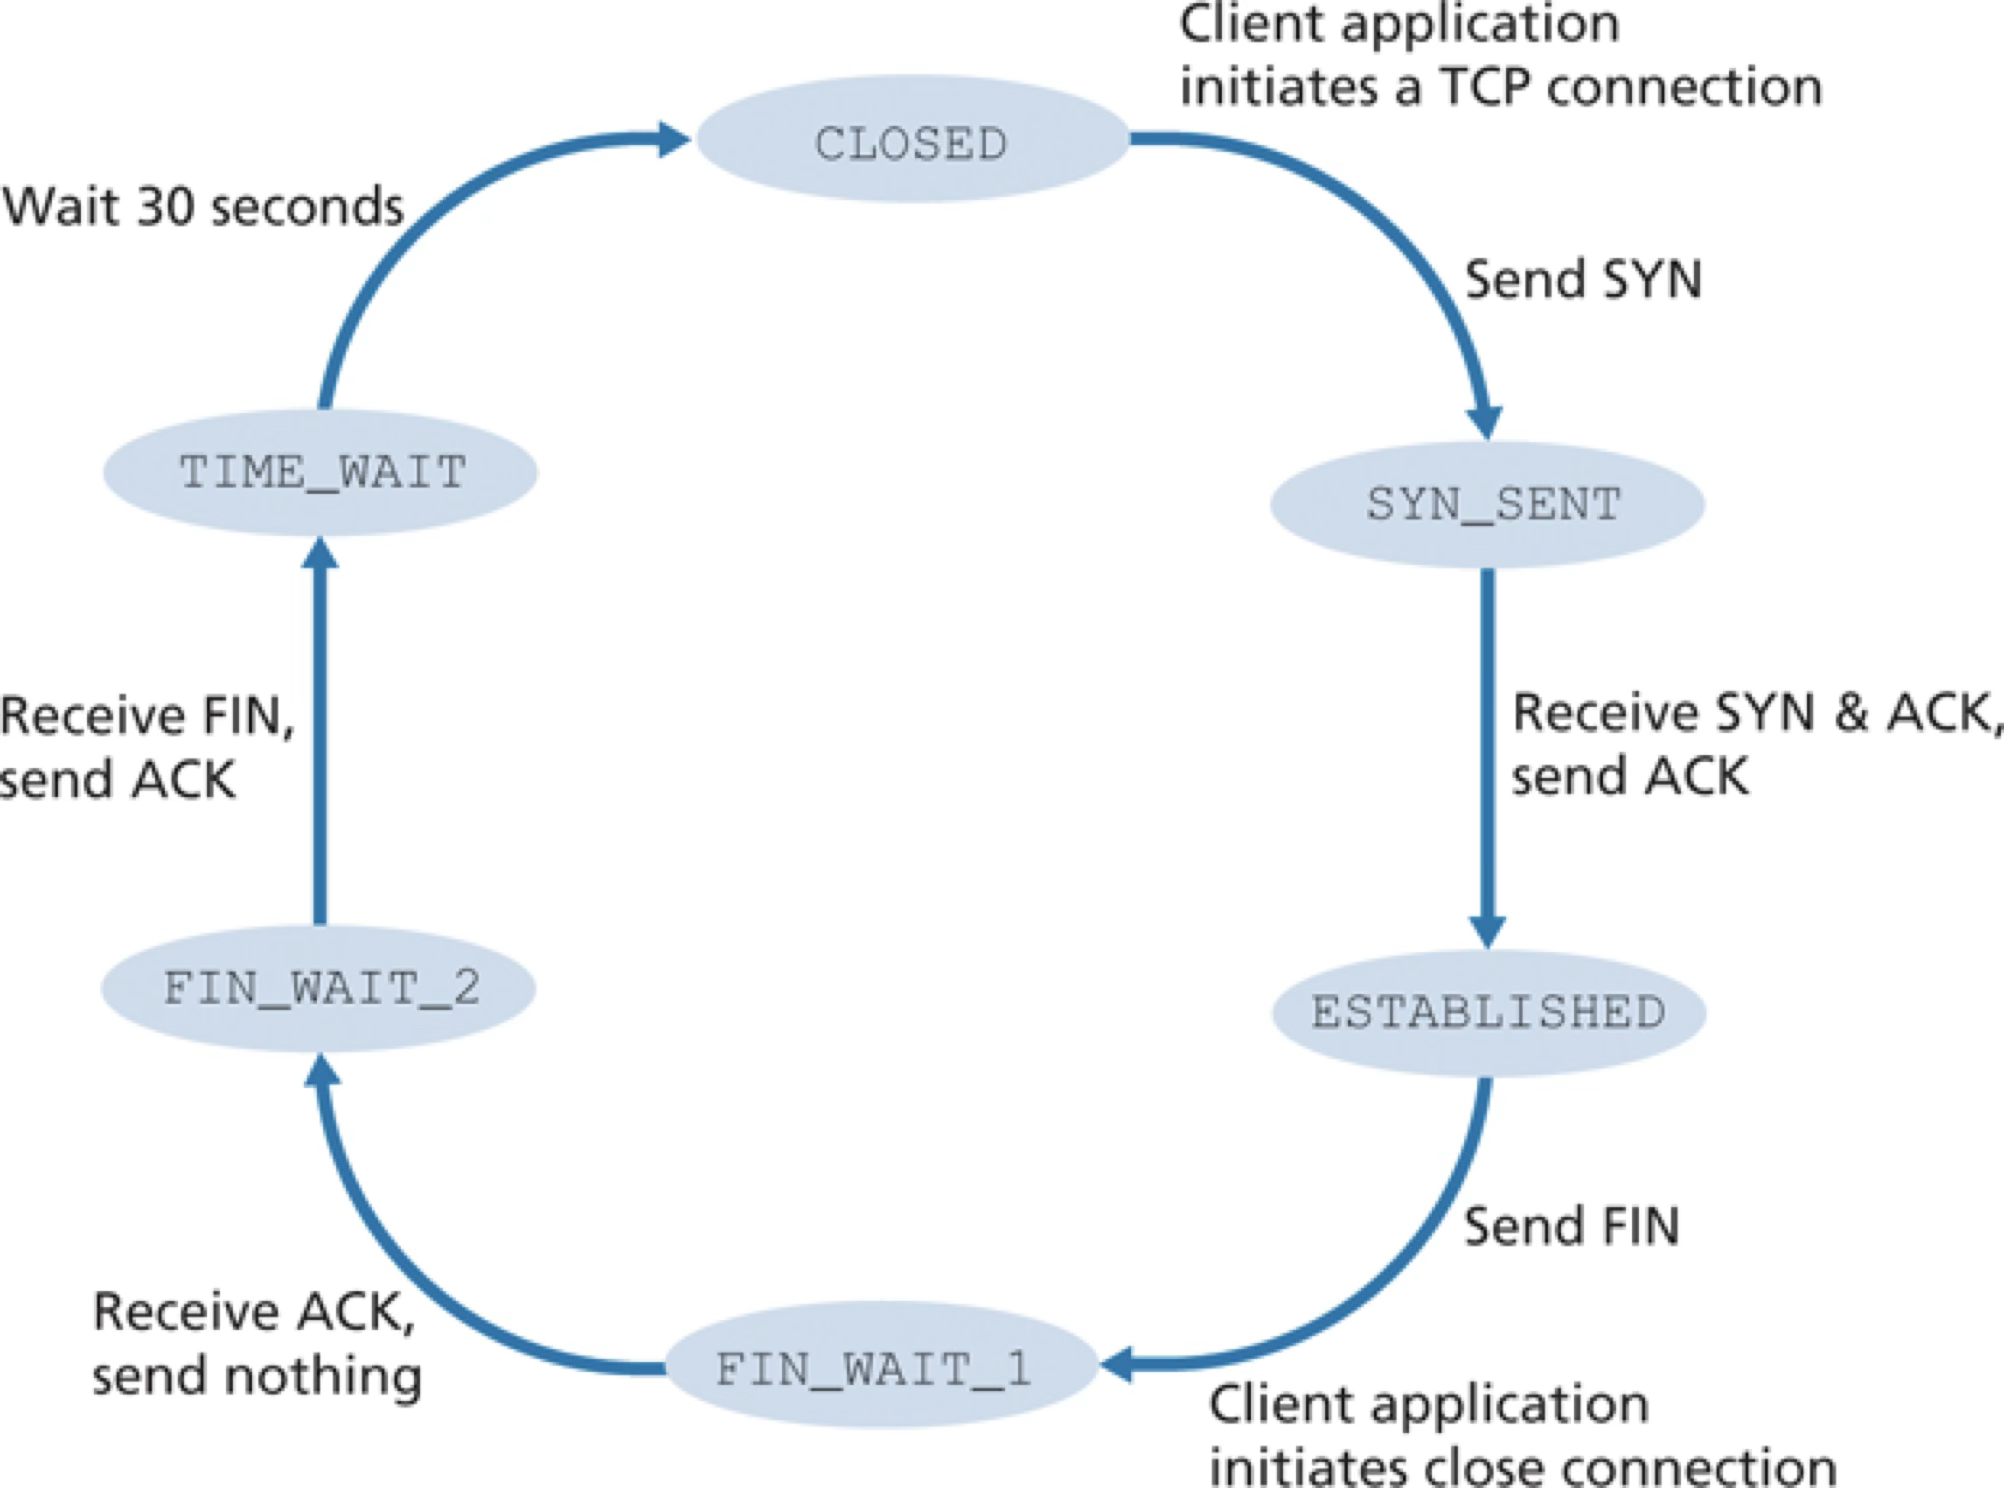 Client application
initiates a TCP connection
CLOSED
Wait 30 seconds
Send SYN
TIME_WAIT
SYN_SENT
Receive FIN,
send ACK
Receive SYN & ACK,
send ACK
FIN_WAIT_2
ESTABLISHED
Send FIN
Receive ACK,
send nothing
FIN_WAIT_1
Client application
initiates close connection